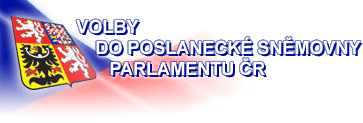 VOLBY
DO POSLANECKÉ SNĚMOVNY
PARLAMENTU ČR